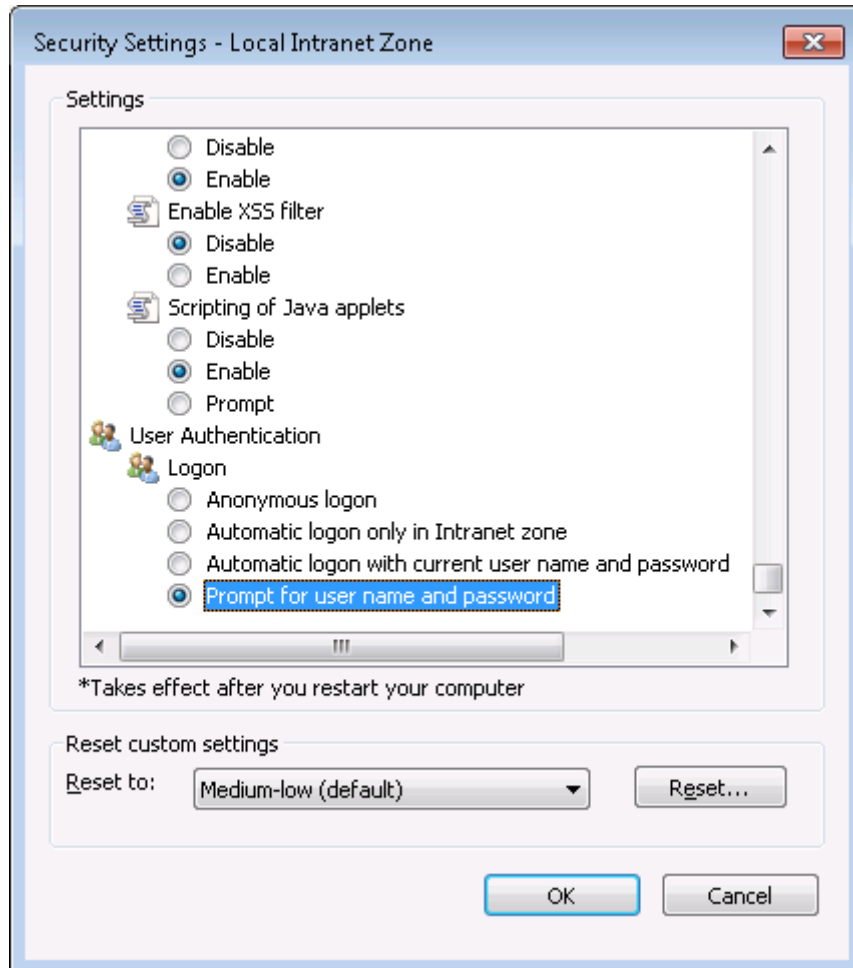 Security Settings - Local Intranet Zone
Settings
Disable
Enable
Enable XSS filter
Disable
Enable
Scripting of Java applets
Disable
Enable
Prompt
User Authentication
Logon
Anonymous logon
Automatic logon only in Intranet zone
Automatic logon with current user name and password
Prompt for user name and password
*Takes effect after you restart your computer
Reset custom settings
Reset to: Medium-low (default) Reset...
OK Cancel